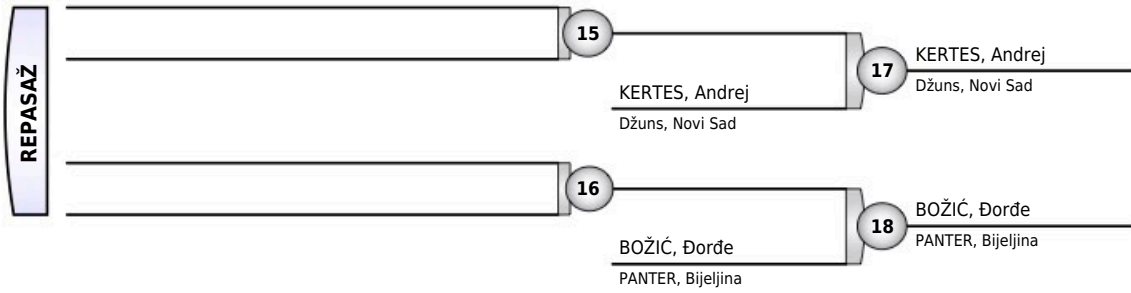 REPASAŽ
15
17
KERTES, Andrej
Džuns, Novi Sad
KERTES, Andrej
Džuns, Novi Sad
16
18
BOŽIĆ, Đorđe
PANTER, Bijeljina
BOŽIĆ, Đorđe
PANTER, Bijeljina